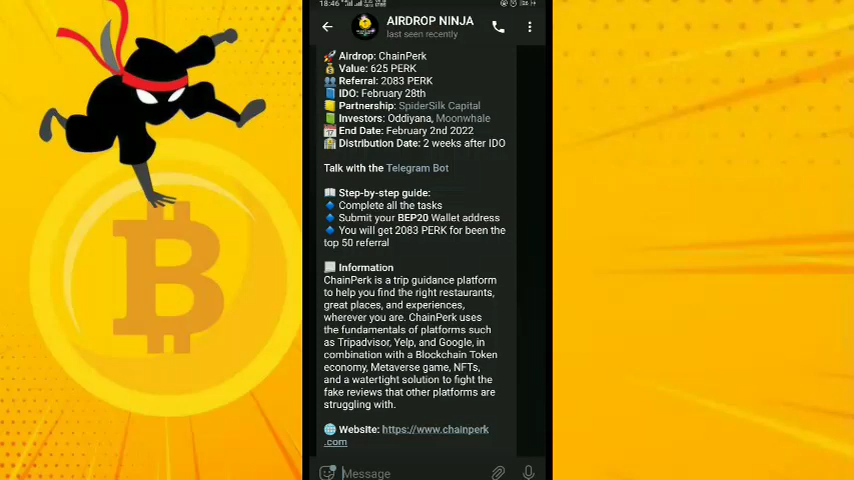 18:46
AIRDROP NINJA
last seen recently
🚀 Airdrop: ChainPerk
💰 Value: 625 PERK
👥 Referral: 2083 PERK
📘 IDO: February 28th
📒 Partnership: SpiderSilk Capital
💵 Investors: Oddiyana, Moonwhale
📅 End Date: February 2nd 2022
🏦 Distribution Date: 2 weeks after IDO
Talk with the Telegram Bot
📖 Step-by-step guide:
🔹 Complete all the tasks
🔹 Submit your BEP20 Wallet address
🔹 You will get 2083 PERK for been the
top 50 referral
📃 Information
ChainPerk is a trip guidance platform
to help you find the right restaurants,
great places, and experiences,
wherever you are. ChainPerk uses
the fundamentals of platforms such
as Tripadvisor, Yelp, and Google, in
combination with a Blockchain Token
economy, Metaverse game, NFTs,
and a watertight solution to fight the
fake reviews that other platforms are
struggling with.
🌐 Website: https://www.chainperk
.com
Message